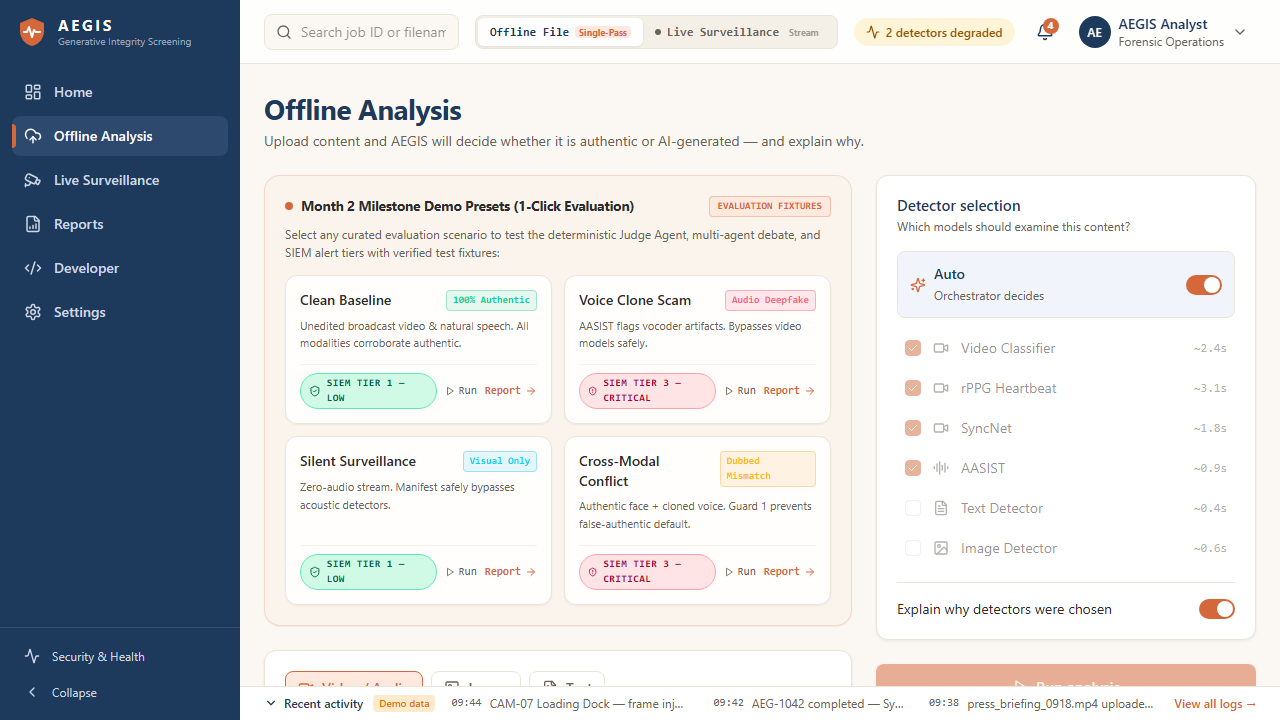 AEGIS
Generative Integrity Screening
Home
Offline Analysis
Live Surveillance
Reports
Developer
Settings
Security & Health
Collapse
Search job ID or filenam
Offline File Single-Pass
Live Surveillance Stream
2 detectors degraded
4
AE
AEGIS Analyst
Forensic Operations
Offline Analysis
Upload content and AEGIS will decide whether it is authentic or AI-generated — and explain why.
Month 2 Milestone Demo Presets (1-Click Evaluation)
EVALUATION FIXTURES
Select any curated evaluation scenario to test the deterministic Judge Agent, multi-agent debate, and
SIEM alert tiers with verified test fixtures:
Clean Baseline
100% Authentic
Unedited broadcast video & natural speech. All
modalities corroborate authentic.
SIEM TIER 1 —
LOW
Run Report →
Voice Clone Scam
Audio Deepfake
AASIST flags vocoder artifacts. Bypasses video
models safely.
SIEM TIER 3 —
CRITICAL
Run Report →
Silent Surveillance
Visual Only
Zero-audio stream. Manifest safely bypasses
acoustic detectors.
SIEM TIER 1 —
LOW
Run Report →
Cross-Modal
Conflict
Dubbed
Mismatch
Authentic face + cloned voice. Guard 1 prevents
false-authentic default.
SIEM TIER 3 —
CRITICAL
Run Report →
Detector selection
Which models should examine this content?
Auto
Orchestrator decides
Video Classifier ~2.4s
rPPG Heartbeat ~3.1s
SyncNet ~1.8s
AASIST ~0.9s
Text Detector ~0.4s
Image Detector ~0.6s
Explain why detectors were chosen
Recent activity
Demo data
09:44 CAM-07 Loading Dock — frame inj...
09:42 AEG-1042 completed — Sy...
09:38 press_briefing_0918.mp4 uploade...
View all logs →